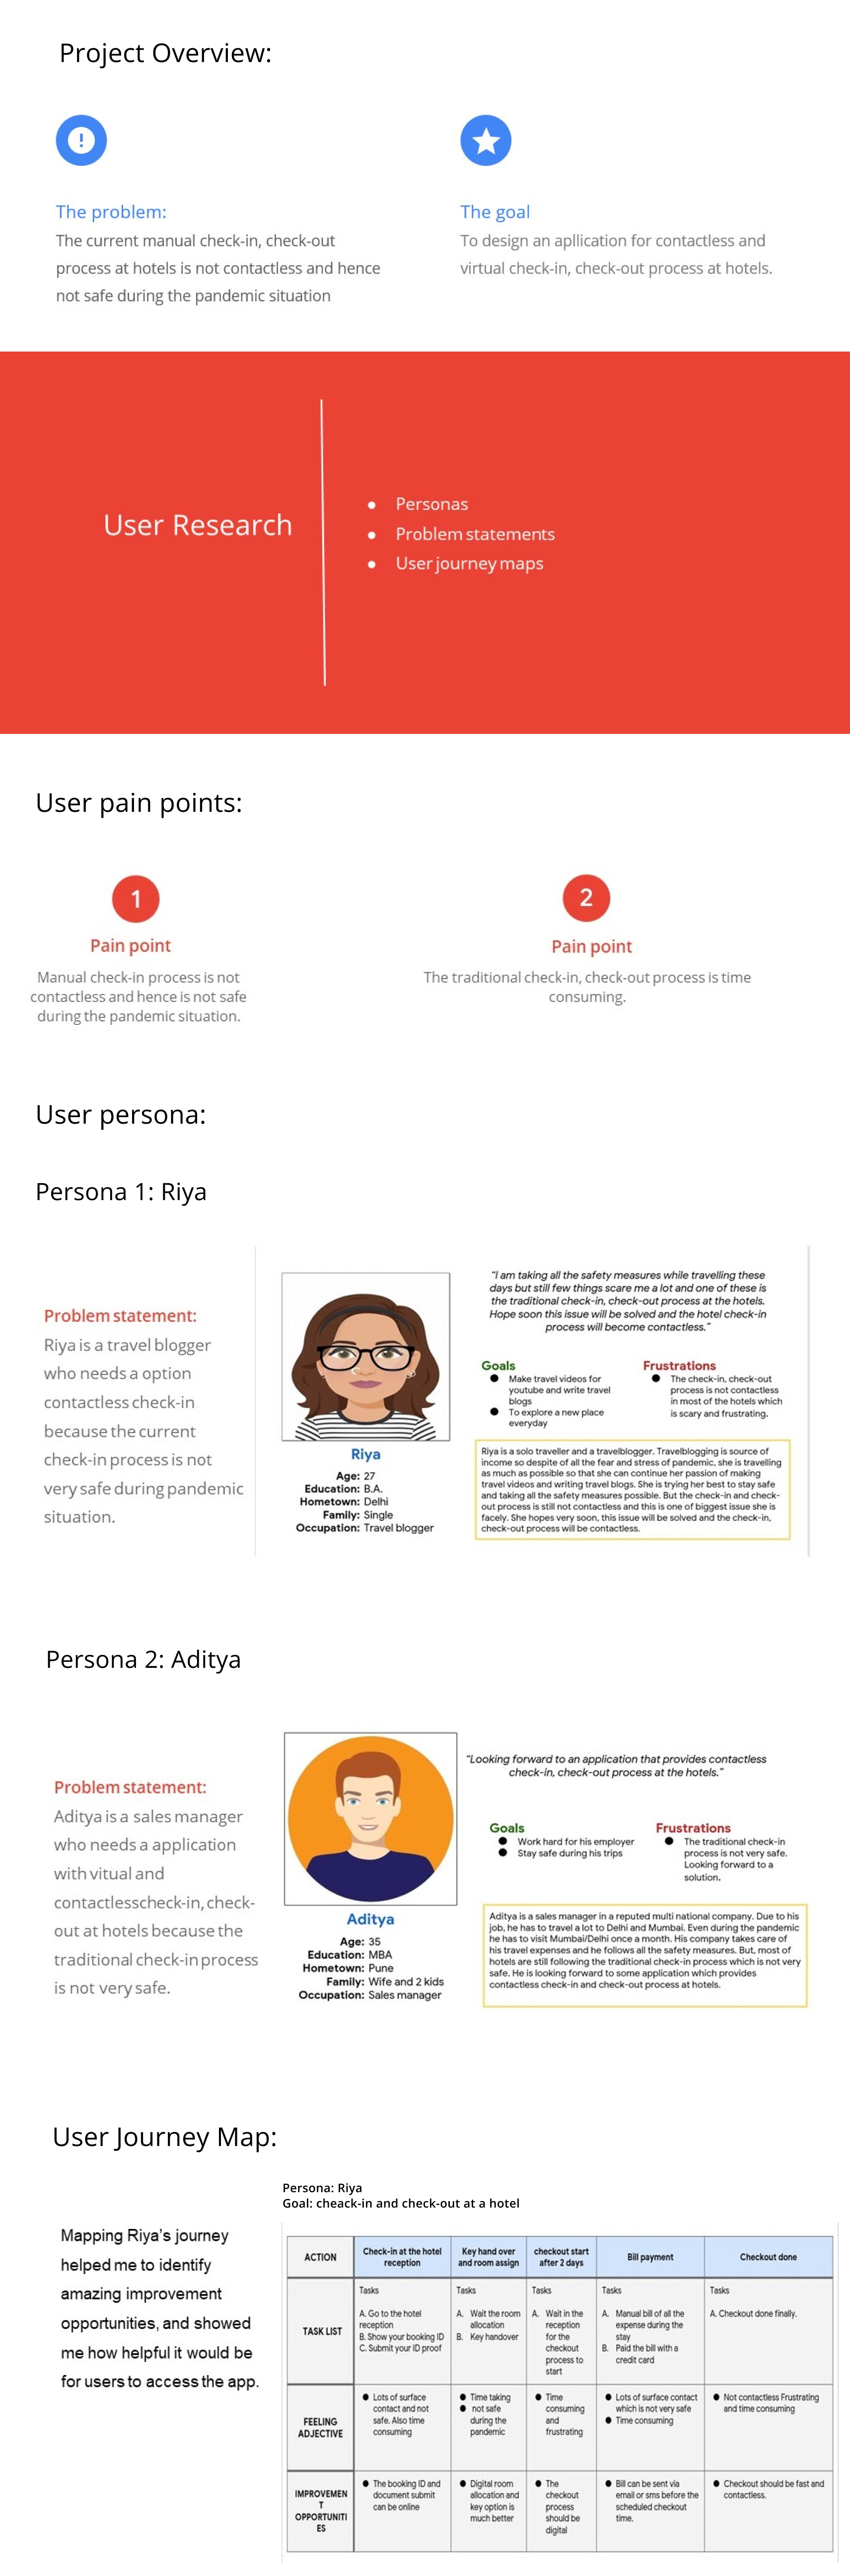 Project Overview:
The problem:
The current manual check-in, check-out
process at hotels is not contactless and hence
not safe during the pandemic situation
The goal
To design an apllication for contactless and
virtual check-in, check-out process at hotels.
User Research
● Personas
● Problem statements
● User journey maps
User pain points:
1
Pain point
Manual check-in process is not
contactless and hence is not safe
during the pandemic situation.
2
Pain point
The traditional check-in, check-out process is time
consuming.
User persona:
Persona 1: Riya
Problem statement:
Riya is a travel blogger
who needs a option
contactless check-in
because the current
check-in process is not
very safe during pandemic
situation.
Riya
Age: 27
Education: B.A.
Hometown: Delhi
Family: Single
Occupation: Travel blogger
"I am taking all the safety measures while travelling these
days but still few things scare me a lot and one of these is
the traditional check-in, check-out process at the hotels.
Hope soon this issue will be solved and the hotel check-in
process will become contactless."
Goals
● Make travel videos for
youtube and write travel
blogs
● To explore a new place
everyday
Frustrations
● The check-in, check-out
process is not contactless
in most of the hotels which
is scary and frustrating.
Riya is a solo traveller and a travelblogger. Travelblogging is source of
income so despite of all the fear and stress of pandemic, she is travelling
as much as possible so that she can continue her passion of making
travel videos and writing travel blogs. She is trying her best to stay safe
and taking all the safety measures possible. But the check-in and check-
out process is still not contactless and this is one of biggest issue she is
facely. She hopes very soon, this issue will be solved and the check-in,
check-out process will be contactless.
Persona 2: Aditya
Problem statement:
Aditya is a sales manager
who needs a application
with vitual and
contactlesscheck-in, check-
out at hotels because the
traditional check-in process
is not very safe.
Aditya
Age: 35
Education: MBA
Hometown: Pune
Family: Wife and 2 kids
Occupation: Sales manager
"Looking forward to an application that provides contactless
check-in, check-out process at the hotels."
Goals
● Work hard for his employer
● Stay safe during his trips
Frustrations
● The traditional check-in
process is not very safe.
Looking forward to a
solution.
Aditya is a sales manager in a reputed multi national company. Due to his
job, he has to travel a lot to Delhi and Mumbai. Even during the pandemic
he has to visit Mumbai/Delhi once a month. His company takes care of
his travel expenses and he follows all the safety measures. But, most of
hotels are still following the traditional check-in process which is not very
safe. He is looking forward to some application which provides
contactless check-in and check-out process at hotels.
User Journey Map:
Mapping Riya's journey
helped me to identify
amazing improvement
opportunities, and showed
me how helpful it would be
for users to access the app.
Persona: Riya
Goal: cheack-in and check-out at a hotel
ACTION
Check-in at the hotel
reception
Key hand over
and room assign
checkout start
after 2 days
Bill payment
Checkout done
TASK LIST
Tasks
A. Go to the hotel
reception
B. Show your booking ID
C. Submit your ID proof
Tasks
A. Wait the room
allocation
B. Key handover
Tasks
A. Wait in the
reception
for the
checkout
process to
start
Tasks
A. Manual bill of all the
expense during the
stay
B. Paid the bill with a
credit card
Tasks
A. Checkout done finally.
FEELING
ADJECTIVE
● Lots of surface
contact and not
safe. Also time
consuming
● Time taking
● not safe
during the
pandemic
● Time
consuming
and
frustrating
● Lots of surface contact
which is not very safe
● Time consuming
● Not contactless Frustrating
and time consuming
IMPROVEMEN
T
OPPORTUNITI
ES
● The booking ID and
document submit
can be online
● Digital room
allocation and
key option is
much better
● The
checkout
process
should be
digital
● Bill can be sent via
email or sms before the
scheduled checkout
time.
● Checkout should be fast and
contactless.